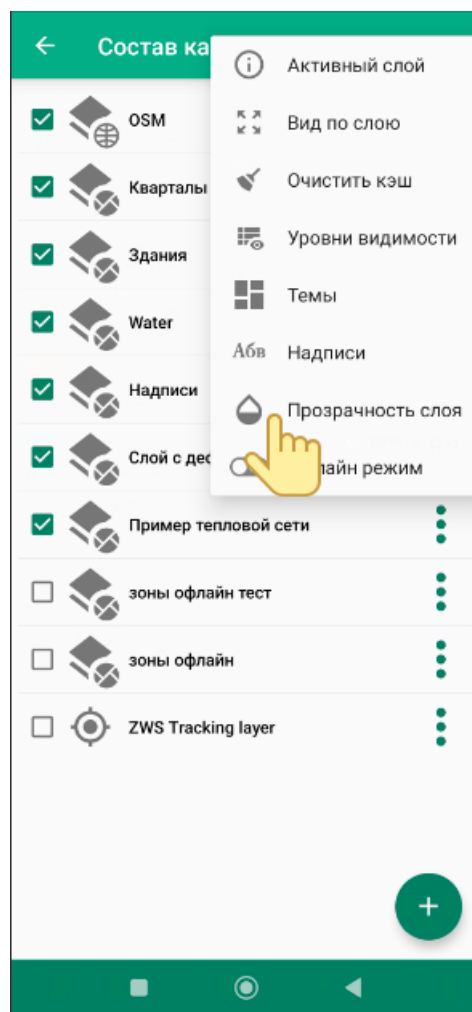 Состав ка
Активный слой
Вид по слою
Очистить кэш
Уровни видимости
Темы
Абв Надписи
Прозрачность слоя
лайн режим
OSM
Кварталы
Здания
Water
Надписи
Слой с дес
Пример тепловой сети
зоны офлайн тест
зоны офлайн
ZWS Tracking layer